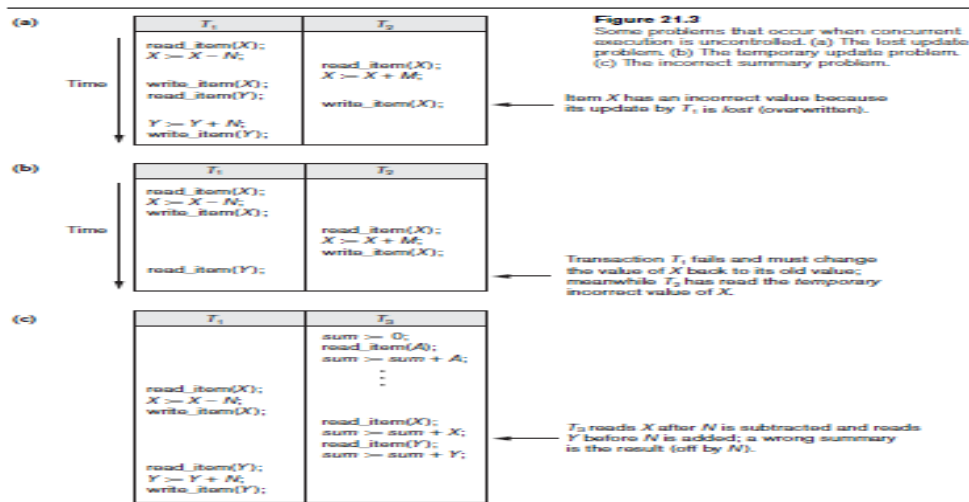 (a)
T1
T2
Figure 21.3
Some problems that occur when concurrent
execution is uncontrolled. (a) The lost update
problem. (b) The temporary update problem.
(c) The incorrect summary problem.
Time
read_item(X);
X := X – N;
read_item(X);
X := X + M;
write_item(X);
read_item(Y);
write_item(X);
Y := Y + N;
write_item(Y);
Item X has an incorrect value because
its update by T1 is lost (overwritten).
(b)
T1
T2
Time
read_item(X);
X := X – N;
write_item(X);
read_item(X);
X := X + M;
write_item(X);
read_item(Y);
Transaction T1 fails and must change
the value of X back to its old value;
meanwhile T2 has read the temporary
incorrect value of X.
(c)
T1
T3
sum := 0;
read_item(A);
sum := sum + A;
read_item(X);
X := X – N;
write_item(X);
read_item(X);
sum := sum + X;
read_item(Y);
sum := sum + Y;
T3 reads X after N is subtracted and reads
Y before N is added; a wrong summary
is the result (off by N).
read_item(Y);
Y := Y + N;
write_item(Y);